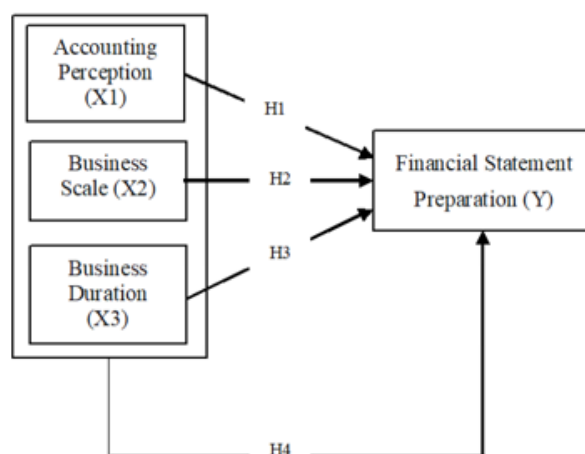 Accounting
Perception
(X1)
H1
Business
Scale (X2)
H2
Financial Statement
Preparation (Y)
H3
Business
Duration
(X3)
H4